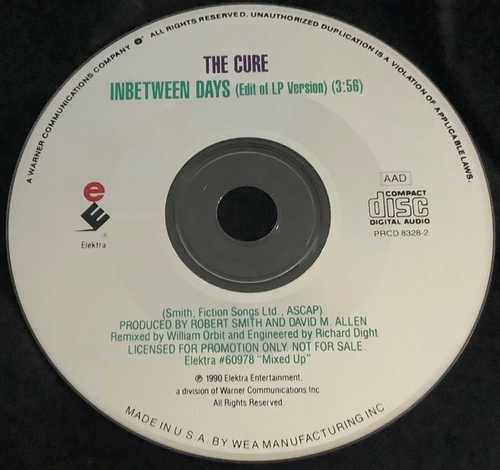 A WARNER COMMUNICATIONS COMPANY ALL RIGHTS RESERVED. UNAUTHORIZED DUPLICATION IS A VIOLATION OF APPLICABLE LAWS.
THE CURE
INBETWEEN DAYS (Edit of LP Version) (3:56)
AAD
COMPACT
disc
DIGITAL AUDIO
PRCD 8328-2
e
E
Elektra
(Smith; Fiction Songs Ltd., ASCAP)
PRODUCED BY ROBERT SMITH AND DAVID M. ALLEN
Remixed by William Orbit and Engineered by Richard Dight
LICENSED FOR PROMOTION ONLY. NOT FOR SALE.
Elektra #60978 "Mixed Up"
℗ 1990 Elektra Entertainment,
a division of Warner Communications Inc.
All Rights Reserved.
MADE IN U.S.A. BY WEA MANUFACTURING INC